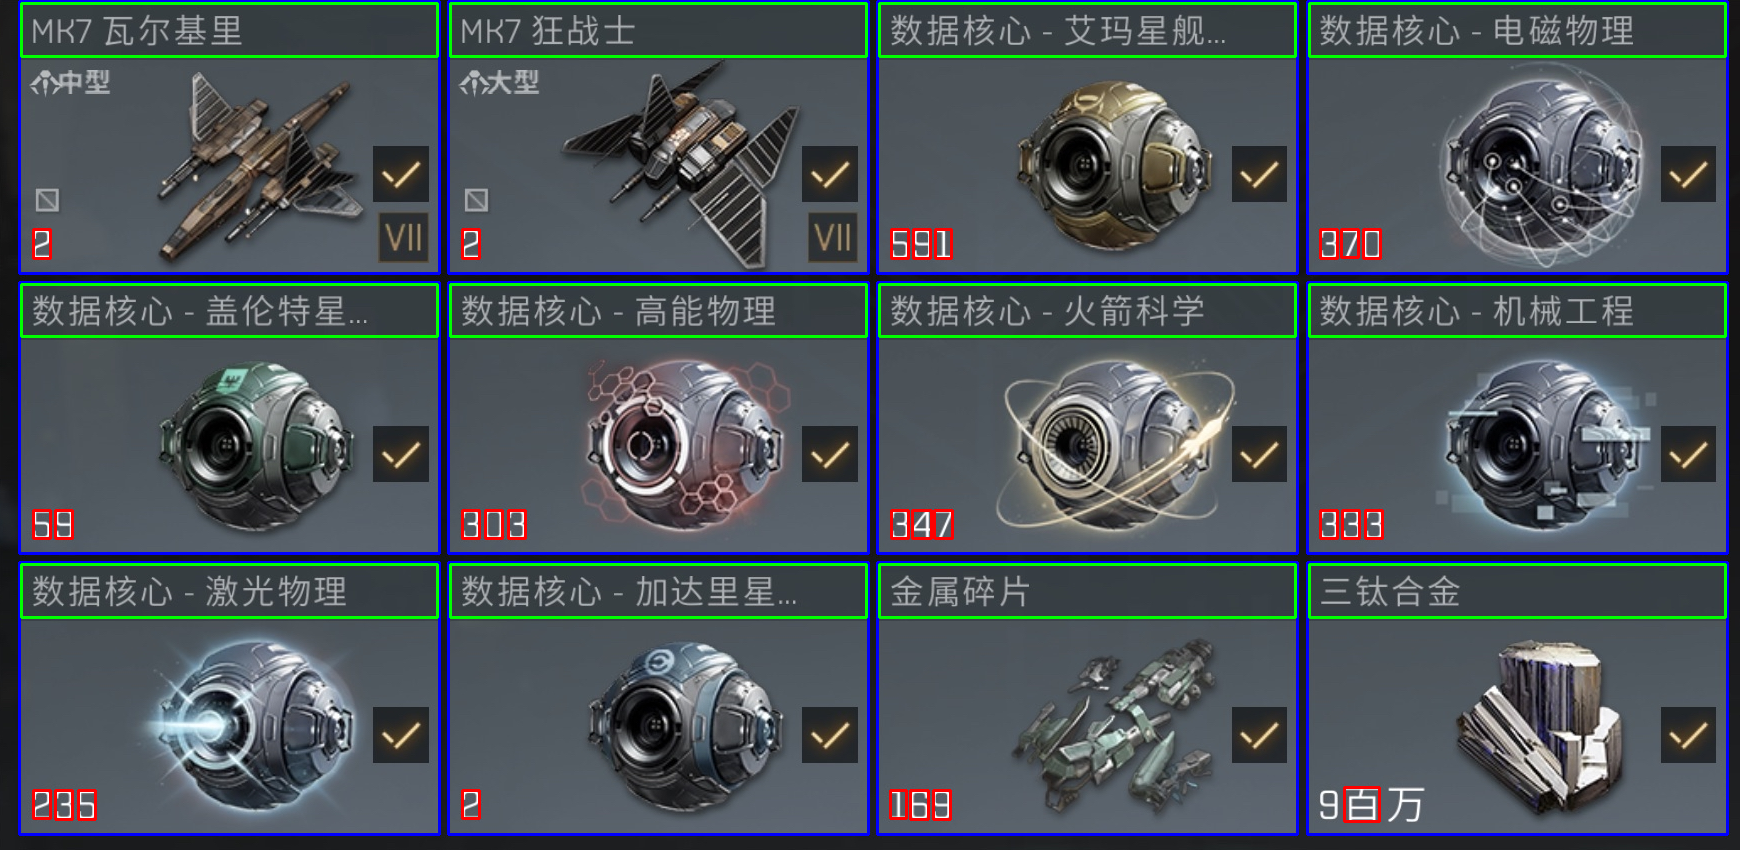 MK7 瓦尔基里
中型
VII
2
MK7 狂战士
大型
VII
2
数据核心 - 艾玛星舰...
591
数据核心 - 电磁物理
370
数据核心 - 盖伦特星...
59
数据核心 - 高能物理
303
数据核心 - 火箭科学
347
数据核心 - 机械工程
333
数据核心 - 激光物理
235
数据核心 - 加达里星...
2
金属碎片
169
三钛合金
9百万